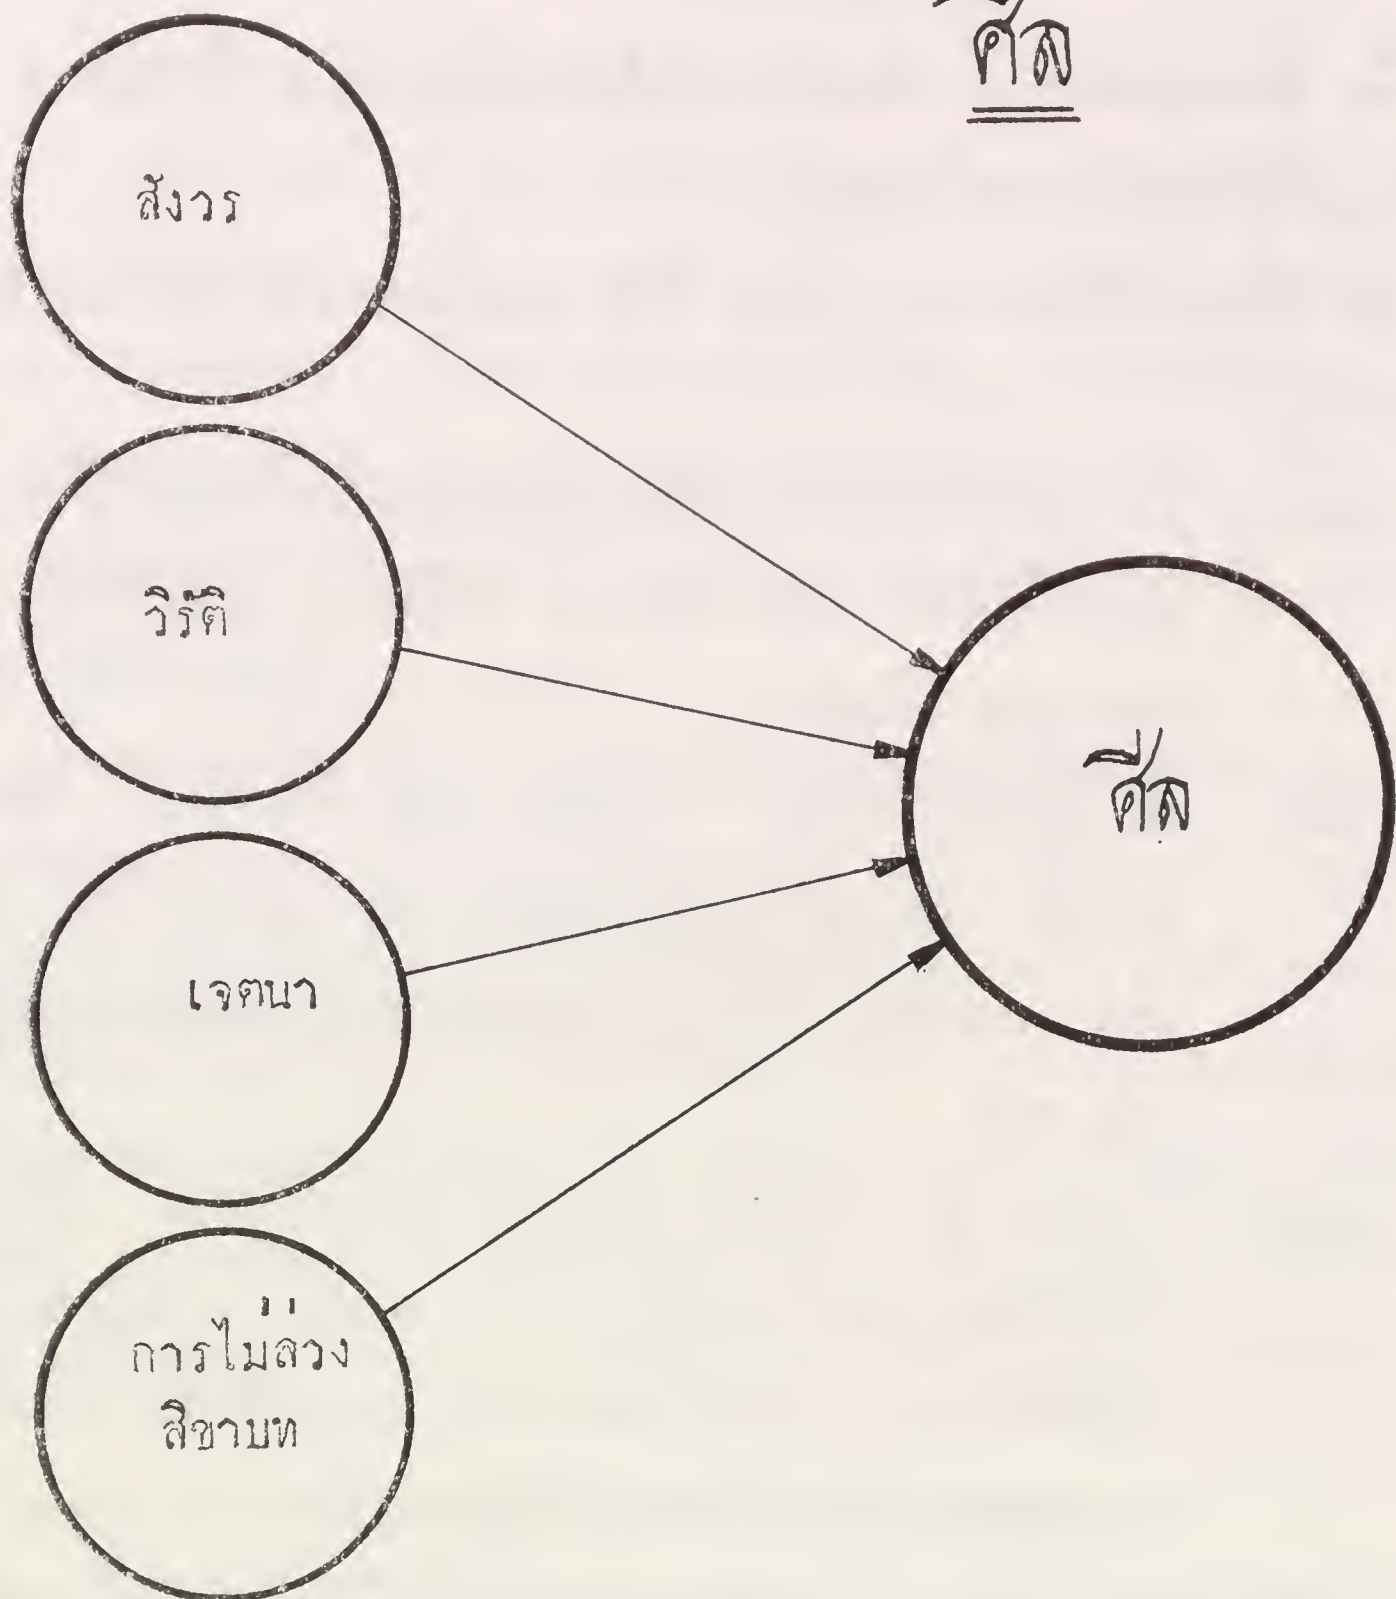 ศีล
สังวร
วิรัติ
ศีล
เจตนา
การไม่ล่วง
สิขาบท